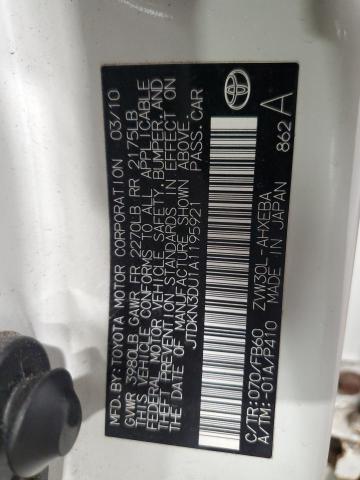 MFD. BY: TOYOTA MOTOR CORPORATION 03/10
GVWR 3980LB GAWR FR 2270LB RR 2175LB
THIS VEHICLE CONFORMS TO ALL APPLICABLE
FEDERAL MOTOR VEHICLE SAFETY, BUMPER, AND
THEFT PREVENTION STANDARDS IN EFFECT ON
THE DATE OF MANUFACTURE SHOWN ABOVE.
JTDKN3DU1A1195921 PASS. CAR
C/TR:070/FB60 ZVW30L-AHXEBA
A/TM:-01A/P410 MADE IN JAPAN
862 A